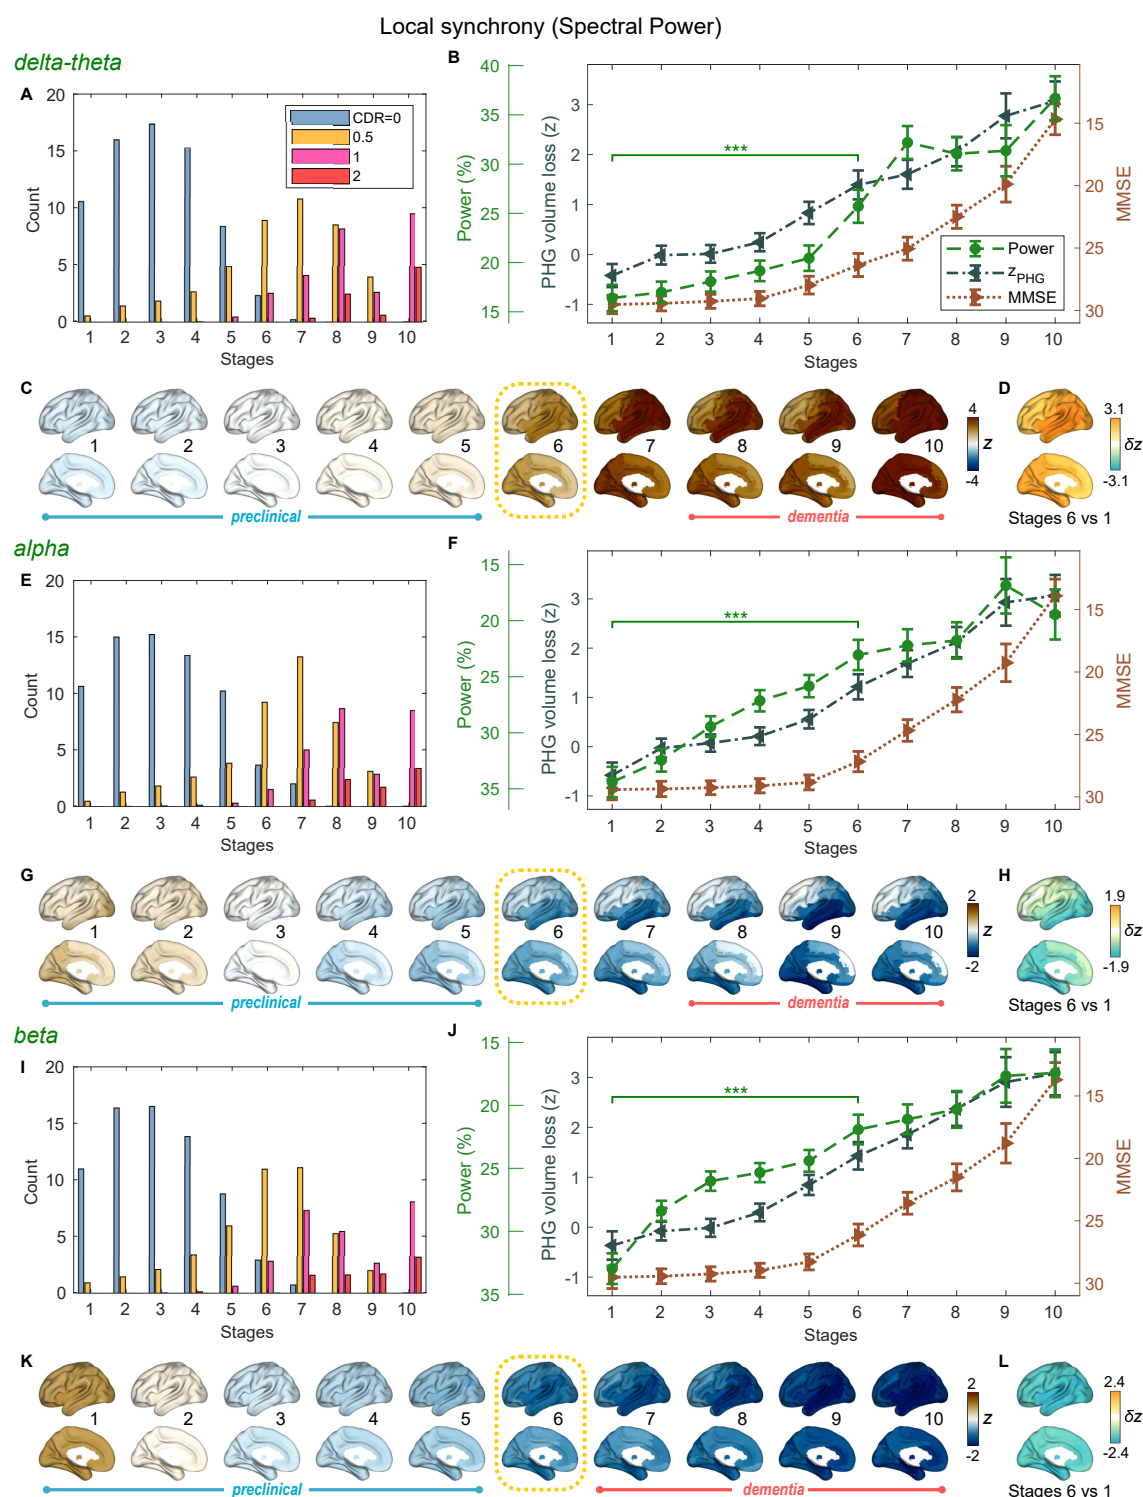 Local synchrony (Spectral Power)
delta-theta
A
20
15
10
5
0
Count
CDR=0
0.5
1
2
1 2 3 4 5 6 7 8 9 10
Stages
B
40
35
30
25
20
15
Power (%)
3
2
1
0
-1
PHG volume loss (z)
***
Power
zPHG
MMSE
15
20
25
30
MMSE
1 2 3 4 5 6 7 8 9 10
Stages
C
1 2 3 4 5 6 7 8 9 10
preclinical
dementia
4
z
-4
D
3.1
δz
-3.1
Stages 6 vs 1
alpha
E
20
15
10
5
0
Count
1 2 3 4 5 6 7 8 9 10
Stages
F
15
20
25
30
35
Power (%)
3
2
1
0
-1
PHG volume loss (z)
***
15
20
25
30
MMSE
1 2 3 4 5 6 7 8 9 10
Stages
G
1 2 3 4 5 6 7 8 9 10
preclinical
dementia
2
z
-2
H
1.9
δz
-1.9
Stages 6 vs 1
beta
I
20
15
10
5
0
Count
1 2 3 4 5 6 7 8 9 10
Stages
J
15
20
25
30
35
Power (%)
3
2
1
0
-1
PHG volume loss (z)
***
15
20
25
30
MMSE
1 2 3 4 5 6 7 8 9 10
Stages
K
1 2 3 4 5 6 7 8 9 10
preclinical
dementia
2
z
-2
L
2.4
δz
-2.4
Stages 6 vs 1